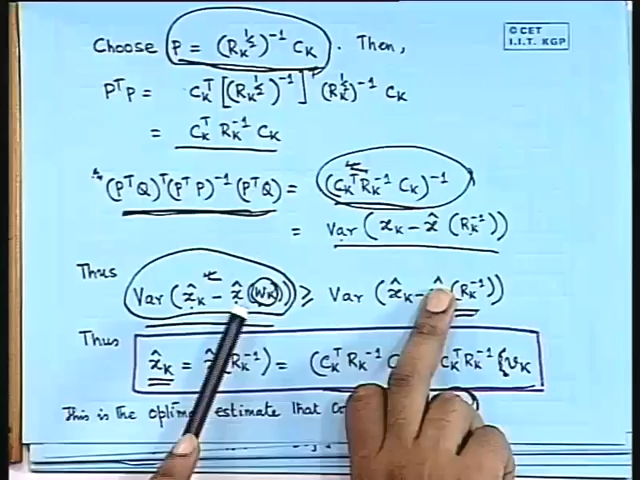 © CET
I.I.T. KGP
Choose P = (R_K^{1/2})^{-1} C_K . Then,
P^T P = C_K^T [(R_K^{1/2})^{-1}]^T (R_K^{1/2})^{-1} C_K
= C_K^T R_K^{-1} C_K
(P^T Q)^T (P^T P)^{-1} (P^T Q) = (C_K^T R_K^{-1} C_K)^{-1}
= Var (x_K - x̂ (R_K^{-1}))
Thus
Var (x̂_K - x̂ (W_K)) ≥ Var (x̂_K - x̂ (R_K^{-1}))
Thus
x̂_K = x̂ (R_K^{-1}) = (C_K^T R_K^{-1} C_K^T R_K^{-1} { v_K
This is the optimal estimate that